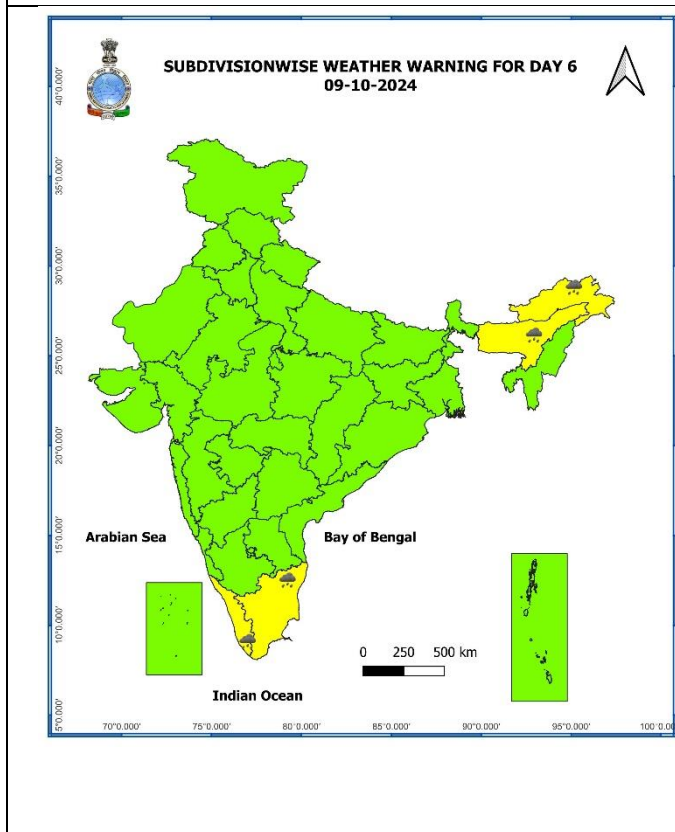 SUBDIVISIONWISE WEATHER WARNING FOR DAY 6
09-10-2024
40°0.000'
35°0.000'
30°0.000'
25°0.000'
20°0.000'
15°0.000'
10°0.000'
5°0.000'
Arabian Sea
Bay of Bengal
0 250 500 km
Indian Ocean
70°0.000' 75°0.000' 80°0.000' 85°0.000' 90°0.000' 95°0.000' 100°0.0